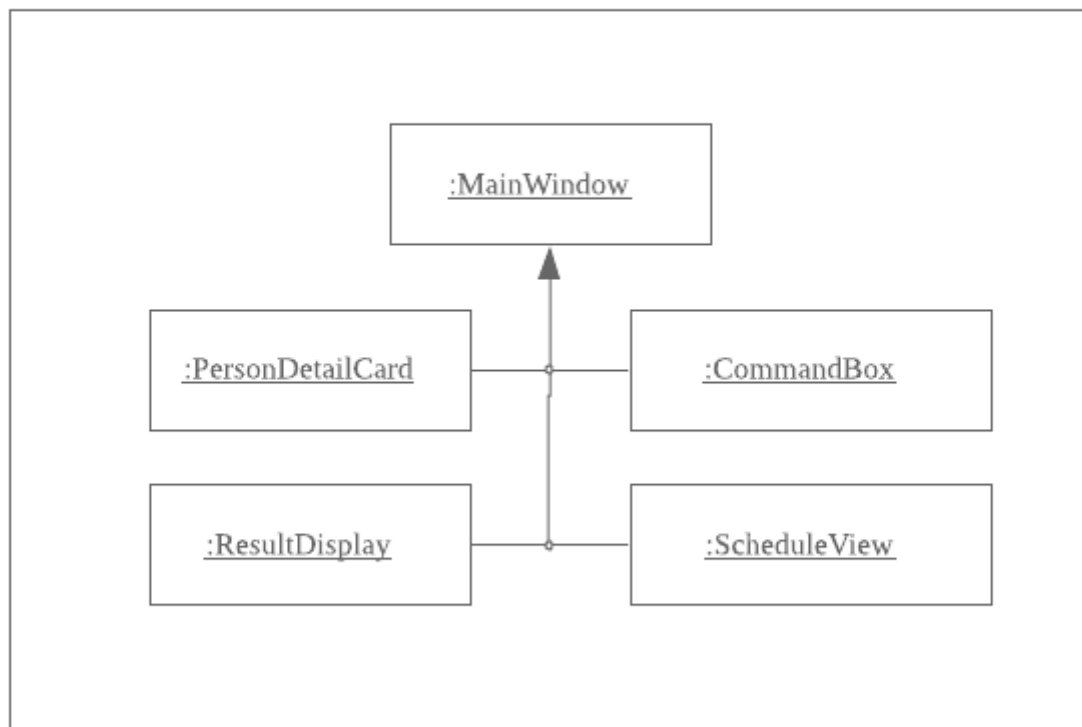 :MainWindow
:PersonDetailCard
:CommandBox
:ResultDisplay
:ScheduleView